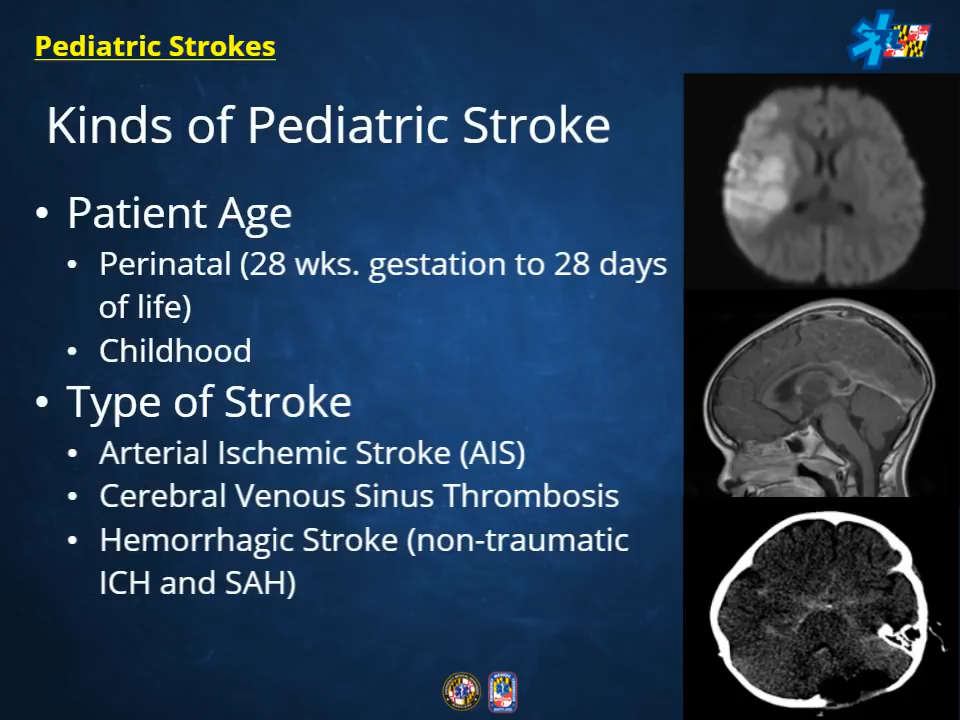 Pediatric Strokes
Kinds of Pediatric Stroke
• Patient Age
• Perinatal (28 wks. gestation to 28 days
of life)
• Childhood
• Type of Stroke
• Arterial Ischemic Stroke (AIS)
• Cerebral Venous Sinus Thrombosis
• Hemorrhagic Stroke (non-traumatic
ICH and SAH)